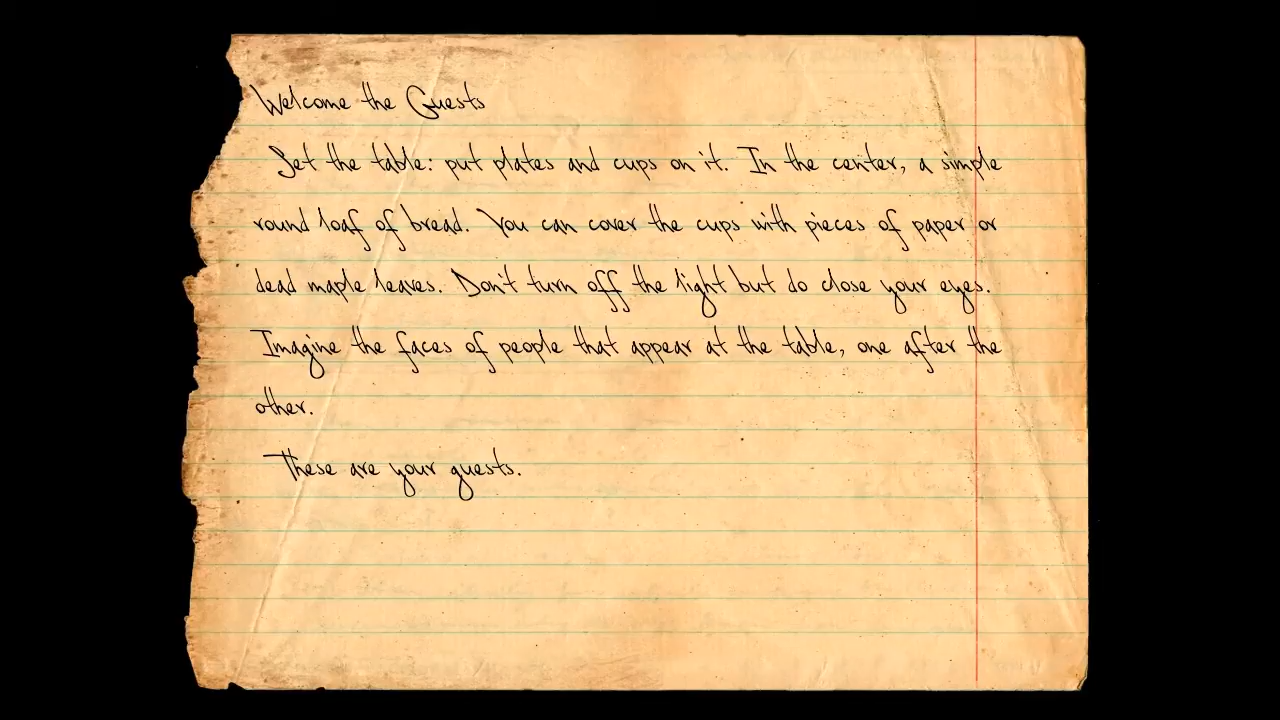 Welcome the Guests
Set the table: put plates and cups on it. In the center, a simple
round loaf of bread. You can cover the cups with pieces of paper or
dead maple leaves. Don't turn off the light but do close your eyes.
Imagine the faces of people that appear at the table, one after the
other.
These are your guests.